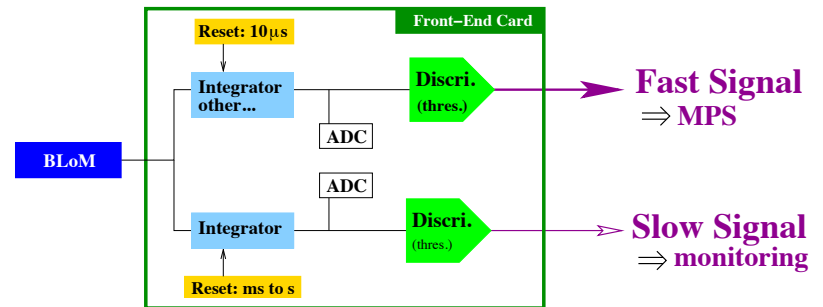 Front-End Card
Reset: 10μs
Integrator
other...
ADC
Discri.
(thres.)
Fast Signal
⇒ MPS
BLoM
ADC
Integrator
Discri.
(thres.)
Slow Signal
⇒ monitoring
Reset: ms to s